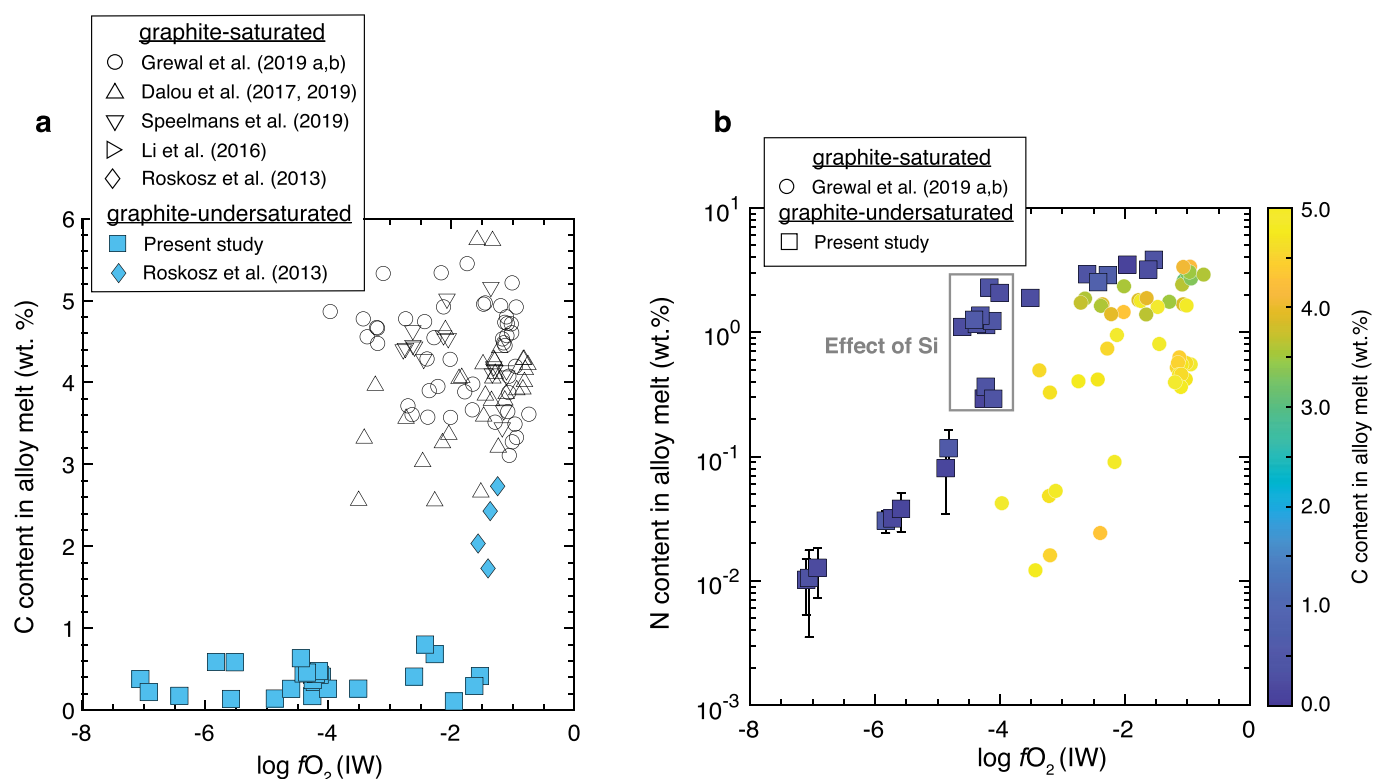 a
graphite-saturated
Grewal et al. (2019 a,b)
Dalou et al. (2017, 2019)
Speelmans et al. (2019)
Li et al. (2016)
Roskosz et al. (2013)
graphite-undersaturated
Present study
Roskosz et al. (2013)
C content in alloy melt (wt. %)
6
5
4
3
2
1
0
-8
-6
-4
-2
0
log fO2 (IW)
b
graphite-saturated
Grewal et al. (2019 a,b)
graphite-undersaturated
Present study
Effect of Si
N content in alloy melt (wt. %)
10^1
10^0
10^-1
10^-2
10^-3
-8
-6
-4
-2
0
log fO2 (IW)
5.0
4.0
3.0
2.0
1.0
0.0
C content in alloy melt (wt. %)